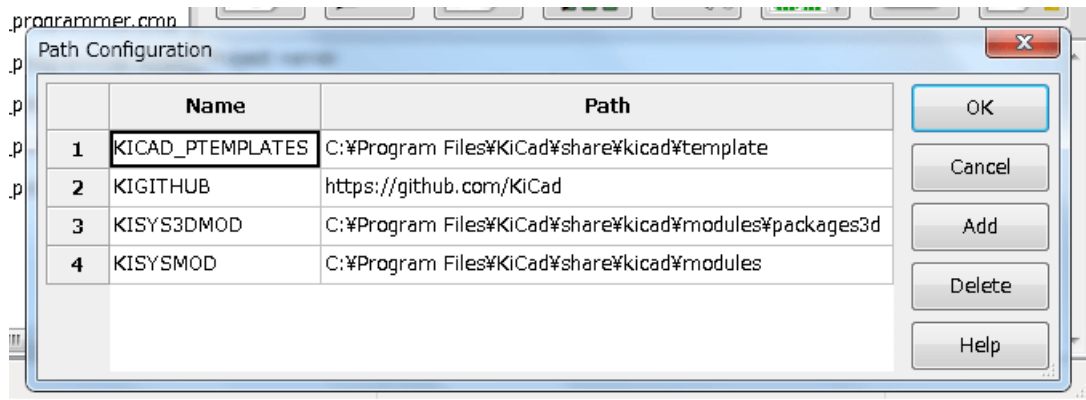 _programmer.cmp
Path Configuration
Name Path
OK
1 KICAD_PTEMPLATES C:¥Program Files¥KiCad¥share¥kicad¥template
Cancel
2 KIGITHUB https://github.com/KiCad
3 KISYS3DMOD C:¥Program Files¥KiCad¥share¥kicad¥modules¥packages3d
Add
4 KISYSMOD C:¥Program Files¥KiCad¥share¥kicad¥modules
Delete
Help